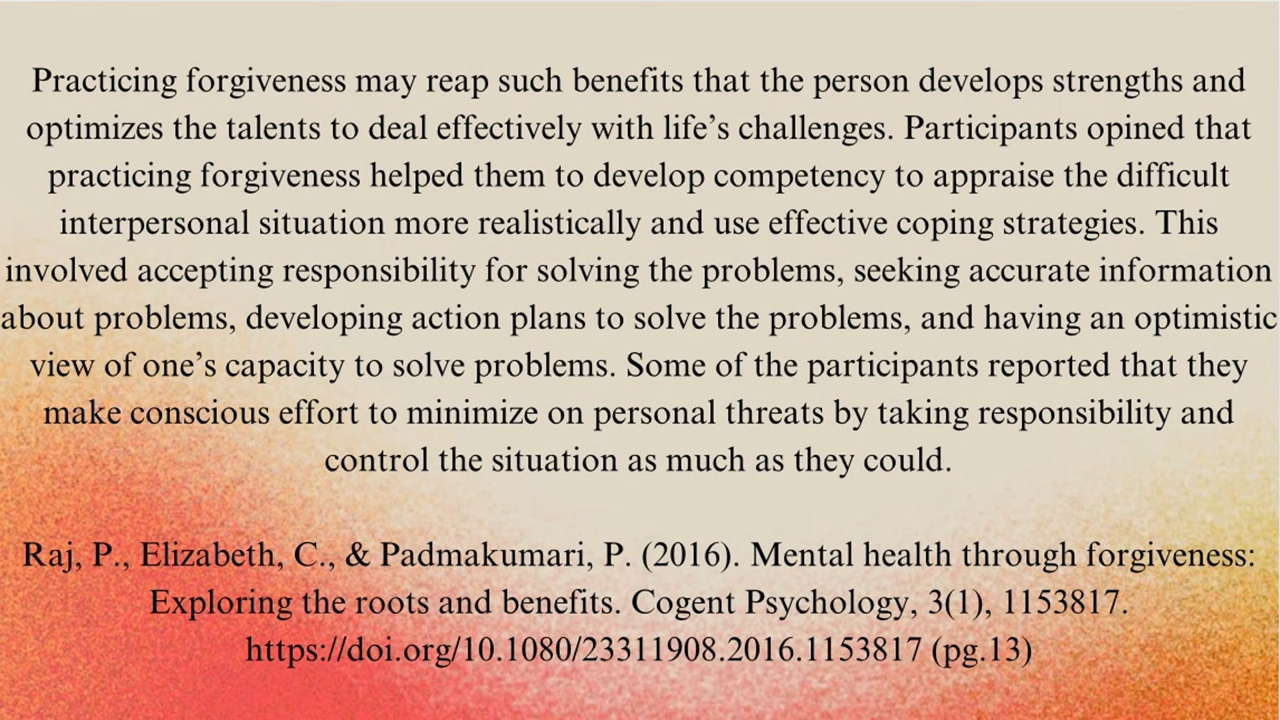 Practicing forgiveness may reap such benefits that the person develops strengths and
optimizes the talents to deal effectively with life’s challenges. Participants opined that
practicing forgiveness helped them to develop competency to appraise the difficult
interpersonal situation more realistically and use effective coping strategies. This
involved accepting responsibility for solving the problems, seeking accurate information
about problems, developing action plans to solve the problems, and having an optimistic
view of one’s capacity to solve problems. Some of the participants reported that they
make conscious effort to minimize on personal threats by taking responsibility and
control the situation as much as they could.
Raj, P., Elizabeth, C., & Padmakumari, P. (2016). Mental health through forgiveness:
Exploring the roots and benefits. Cogent Psychology, 3(1), 1153817.
https://doi.org/10.1080/23311908.2016.1153817 (pg.13)